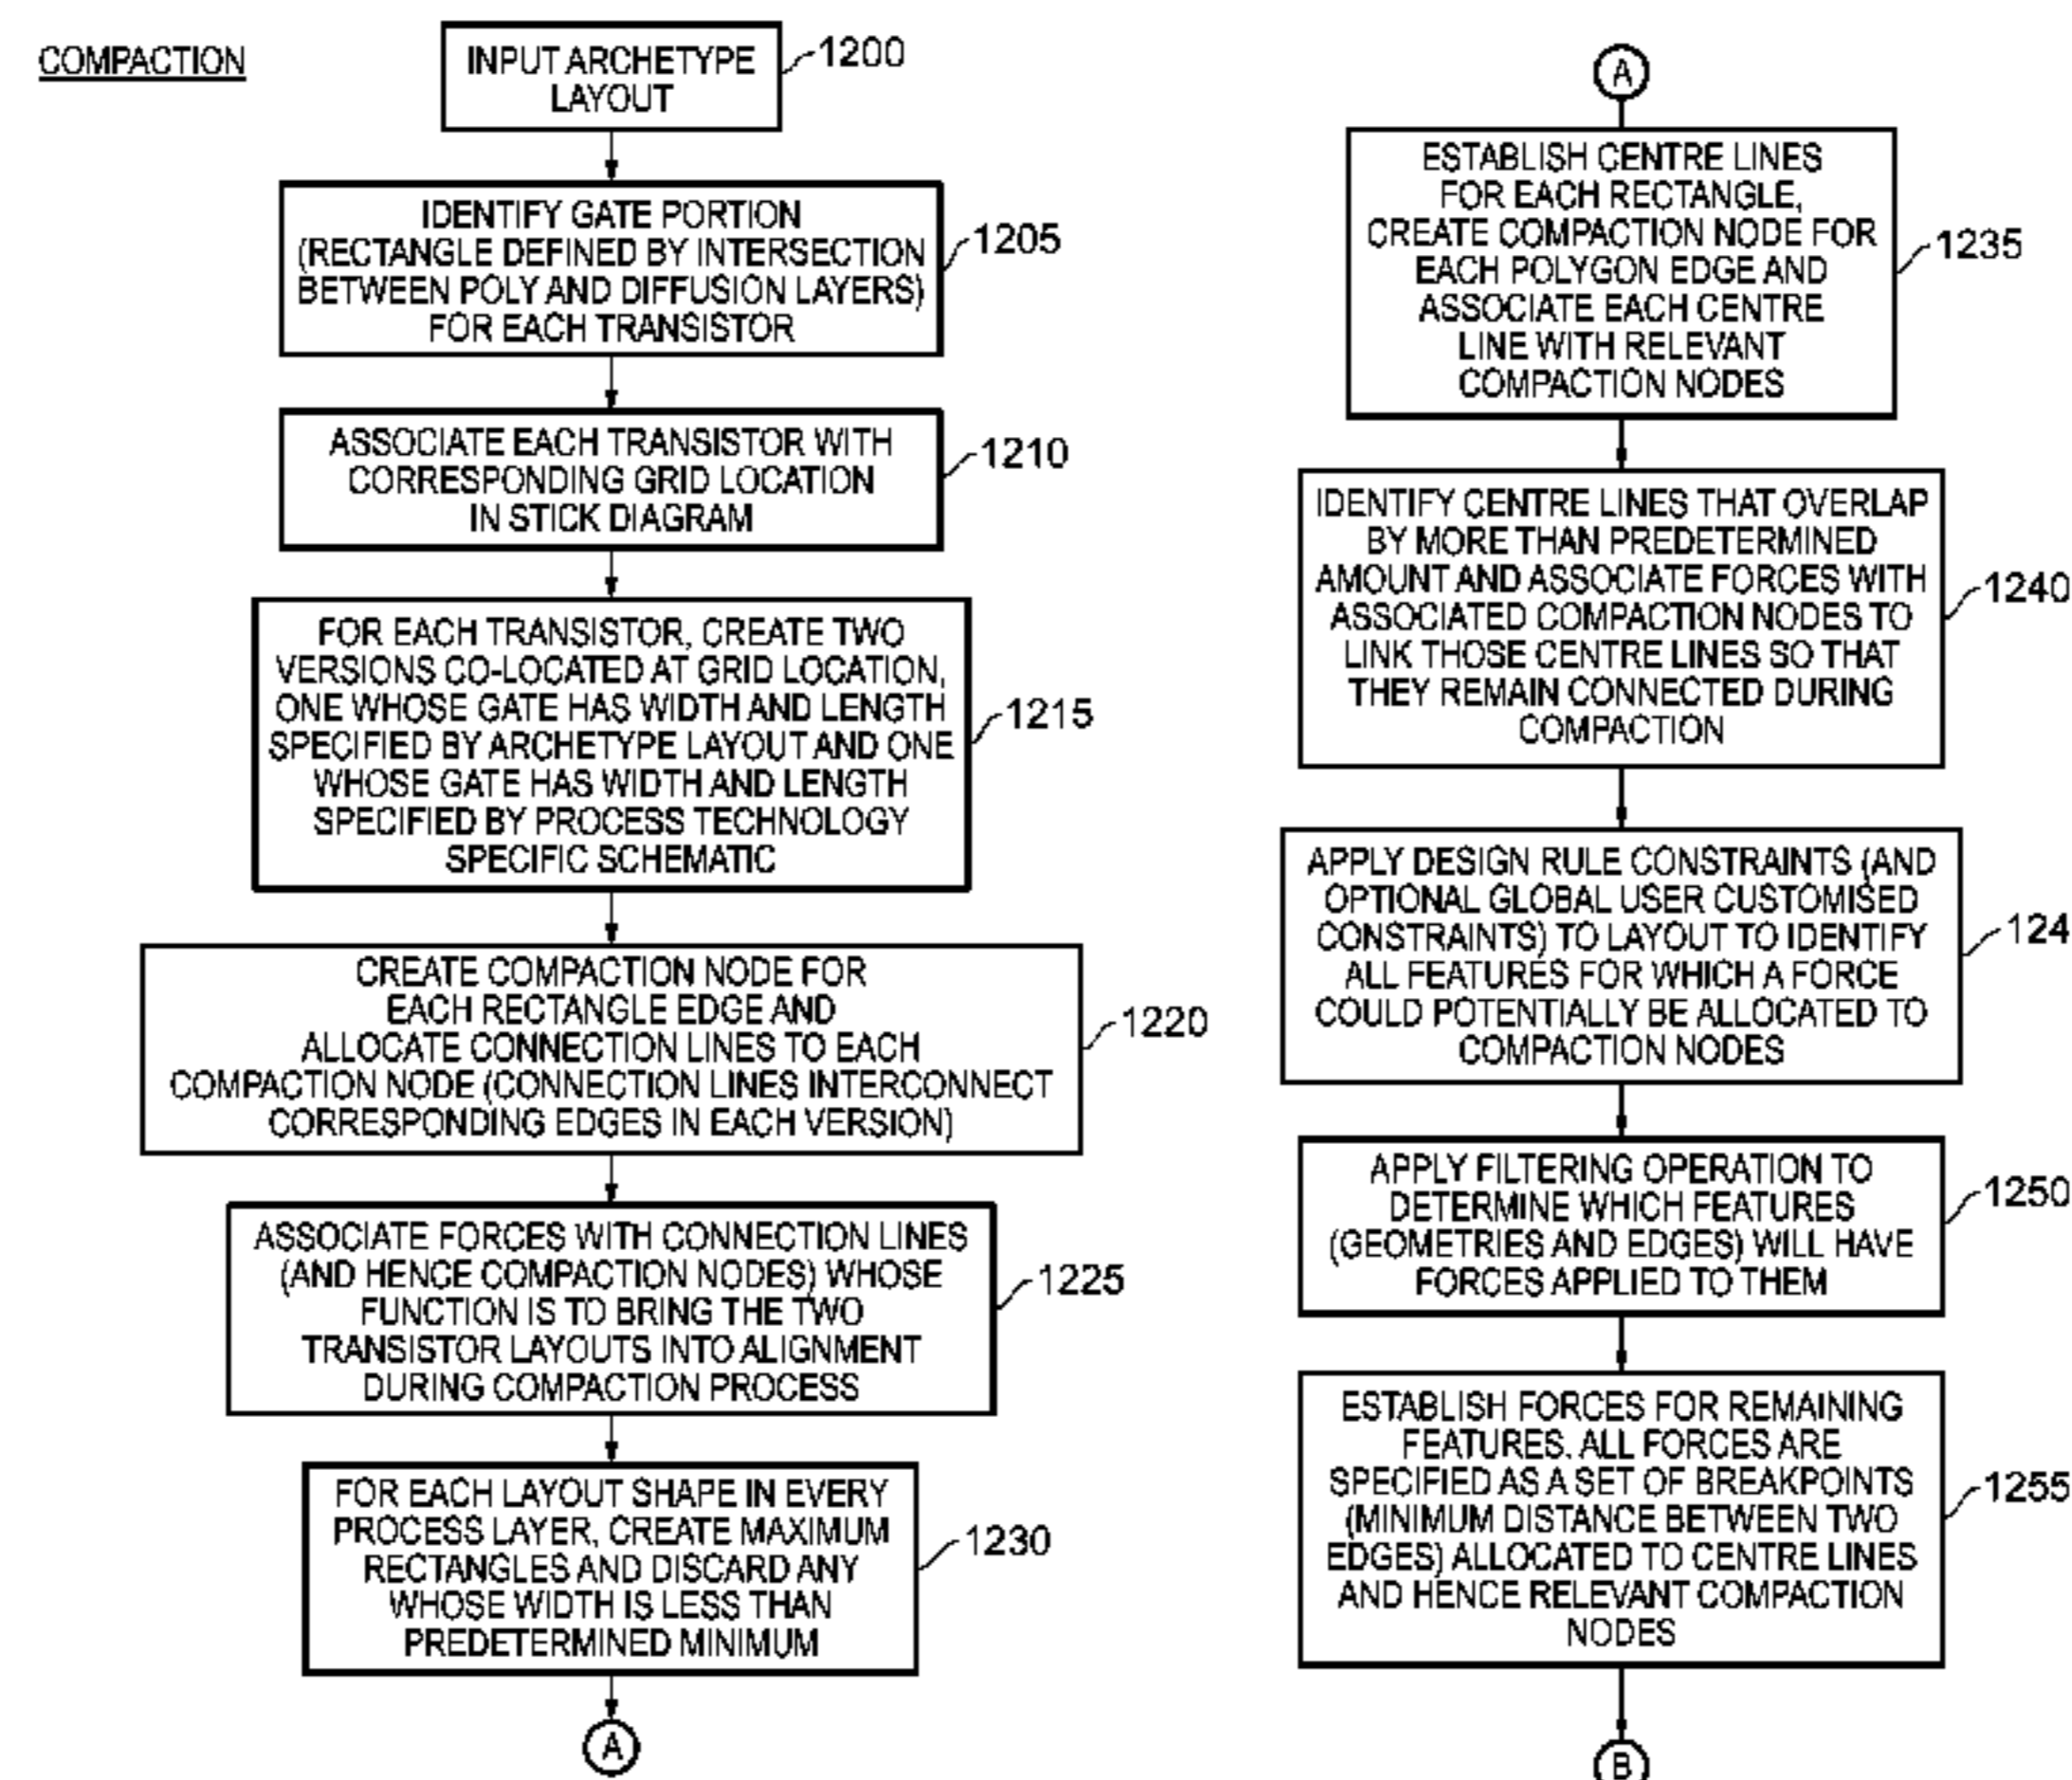 COMPACTION
INPUT ARCHETYPE
LAYOUT
1200
IDENTIFY GATE PORTION
(RECTANGLE DEFINED BY INTERSECTION
BETWEEN POLY AND DIFFUSION LAYERS)
FOR EACH TRANSISTOR
1205
ASSOCIATE EACH TRANSISTOR WITH
CORRESPONDING GRID LOCATION
IN STICK DIAGRAM
1210
FOR EACH TRANSISTOR, CREATE TWO
VERSIONS CO-LOCATED AT GRID LOCATION,
ONE WHOSE GATE HAS WIDTH AND LENGTH
SPECIFIED BY ARCHETYPE LAYOUT AND ONE
WHOSE GATE HAS WIDTH AND LENGTH
SPECIFIED BY PROCESS TECHNOLOGY
SPECIFIC SCHEMATIC
1215
CREATE COMPACTION NODE FOR
EACH RECTANGLE EDGE AND
ALLOCATE CONNECTION LINES TO EACH
COMPACTION NODE (CONNECTION LINES INTERCONNECT
CORRESPONDING EDGES IN EACH VERSION)
1220
ASSOCIATE FORCES WITH CONNECTION LINES
(AND HENCE COMPACTION NODES) WHOSE
FUNCTION IS TO BRING THE TWO
TRANSISTOR LAYOUTS INTO ALIGNMENT
DURING COMPACTION PROCESS
1225
FOR EACH LAYOUT SHAPE IN EVERY
PROCESS LAYER, CREATE MAXIMUM
RECTANGLES AND DISCARD ANY
WHOSE WIDTH IS LESS THAN
PREDETERMINED MINIMUM
1230
A
A
ESTABLISH CENTRE LINES
FOR EACH RECTANGLE,
CREATE COMPACTION NODE FOR
EACH POLYGON EDGE AND
ASSOCIATE EACH CENTRE
LINE WITH RELEVANT
COMPACTION NODES
1235
IDENTIFY CENTRE LINES THAT OVERLAP
BY MORE THAN PREDETERMINED
AMOUNT AND ASSOCIATE FORCES WITH
ASSOCIATED COMPACTION NODES TO
LINK THOSE CENTRE LINES SO THAT
THEY REMAIN CONNECTED DURING
COMPACTION
1240
APPLY DESIGN RULE CONSTRAINTS (AND
OPTIONAL GLOBAL USER CUSTOMISED
CONSTRAINTS) TO LAYOUT TO IDENTIFY
ALL FEATURES FOR WHICH A FORCE
COULD POTENTIALLY BE ALLOCATED TO
COMPACTION NODES
124
APPLY FILTERING OPERATION TO
DETERMINE WHICH FEATURES
(GEOMETRIES AND EDGES) WILL HAVE
FORCES APPLIED TO THEM
1250
ESTABLISH FORCES FOR REMAINING
FEATURES. ALL FORCES ARE
SPECIFIED AS A SET OF BREAKPOINTS
(MINIMUM DISTANCE BETWEEN TWO
EDGES) ALLOCATED TO CENTRE LINES
AND HENCE RELEVANT COMPACTION
NODES
1255
B